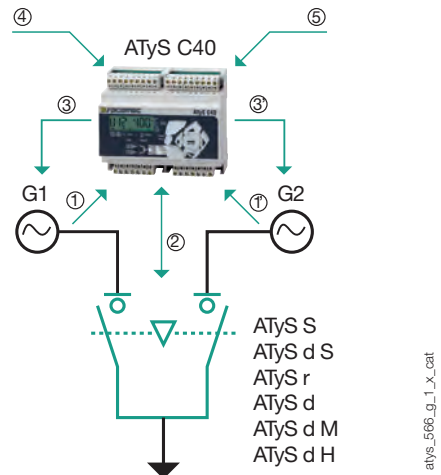 ④ ⑤
ATyS C40
③ ③'
G1 ① ①' G2
②
ATyS S
ATyS d S
ATyS r
ATyS d
ATyS d M
ATyS d H
atys_566_g_1_x_cat